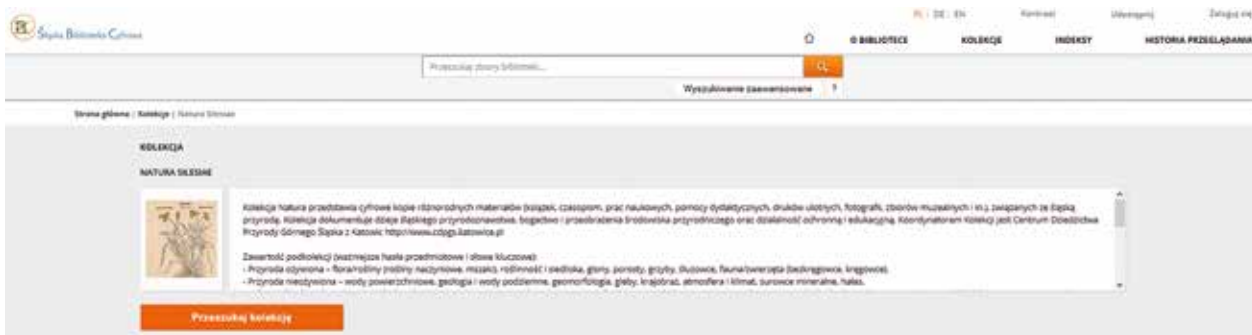 PL | DE | EN Kontrast Udostępnij Zaloguj się
Śląska Biblioteka Cyfrowa
O BIBLIOTECE KOLEKCJE INDEKSY HISTORIA PRZEGLĄDANIA
Przeszukaj zbiory biblioteki...
Wyszukiwanie zaawansowane ?
Strona główna | Kolekcje | Natura Silesiae
KOLEKCJA
NATURA SILESIAE
Kolekcja Natura przedstawia cyfrowe kopie różnorodnych materiałów (książek, czasopism, prac naukowych, pomocy dydaktycznych, druków ulotnych, fotografii, zbiorów muzealnych i in.), związanych ze śląską
przyrodą. Kolekcja dokumentuje dzieje śląskiego przyrodoznawstwa, bogactwo i przeobrażenia środowiska przyrodniczego oraz działalność ochronną i edukacyjną. Koordynatorem Kolekcji jest Centrum Dziedzictwa
Przyrody Górnego Śląska z Katowic http://www.cdpgs.katowice.pl
Zawartość podkolekcji (ważniejsze hasła przedmiotowe i słowa kluczowe):
- Przyroda ożywiona – flora/rośliny (rośliny naczyniowe, mszaki), roślinność i siedliska, glony, porosty, grzyby, śluzowce, fauna/zwierzęta (bezkręgowce, kręgowce).
- Przyroda nieożywiona – wody powierzchniowe, geologia i wody podziemne, geomorfologia, gleby, krajobraz, atmosfera i klimat, surowce mineralne, hałas.
Przeszukaj kolekcję